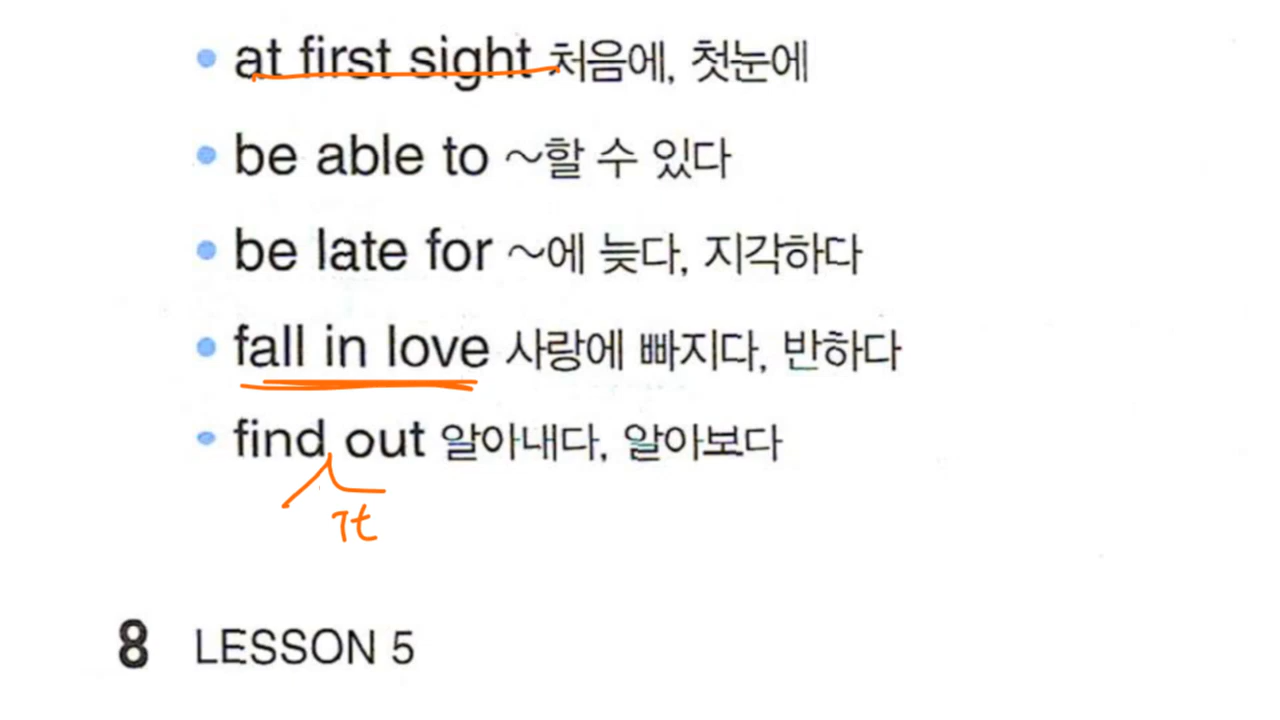 at first sight 처음에, 첫눈에
be able to ~할 수 있다
be late for ~에 늦다, 지각하다
fall in love 사랑에 빠지다, 반하다
find out 알아내다, 알아보다
it
8 LESSON 5